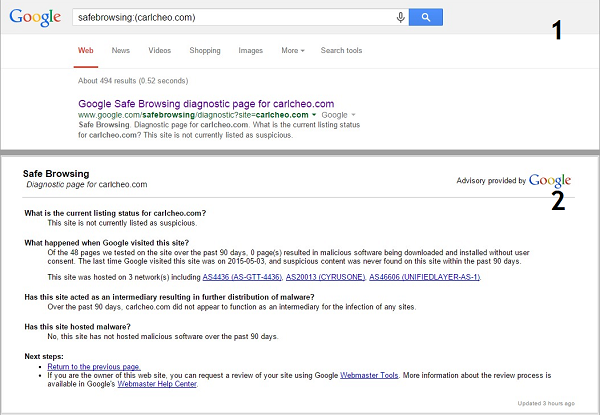 Google safebrowsing:(carlcheo.com)
1
Web News Videos Shopping Images More Search tools
About 494 results (0.52 seconds)
Google Safe Browsing diagnostic page for carlcheo.com
www.google.com/safebrowsing/diagnostic?site=carlcheo.com Google
Safe Browsing. Diagnostic page for carlcheo.com. What is the current listing status
for carlcheo.com? This site is not currently listed as suspicious.
Safe Browsing
Diagnostic page for carlcheo.com
Advisory provided by Google
2
What is the current listing status for carlcheo.com?
This site is not currently listed as suspicious.
What happened when Google visited this site?
Of the 48 pages we tested on the site over the past 90 days, 0 page(s) resulted in malicious software being downloaded and installed without user
consent. The last time Google visited this site was on 2015-05-03, and suspicious content was never found on this site within the past 90 days.
This site was hosted on 3 network(s) including AS4436 (AS-GTT-4436), AS20013 (CYRUSONE), AS46606 (UNIFIEDLAYER-AS-1).
Has this site acted as an intermediary resulting in further distribution of malware?
Over the past 90 days, carlcheo.com did not appear to function as an intermediary for the infection of any sites.
Has this site hosted malware?
No, this site has not hosted malicious software over the past 90 days.
Next steps:
• Return to the previous page.
• If you are the owner of this web site, you can request a review of your site using Google Webmaster Tools. More information about the review process is
available in Google's Webmaster Help Center.
Updated 3 hours ago